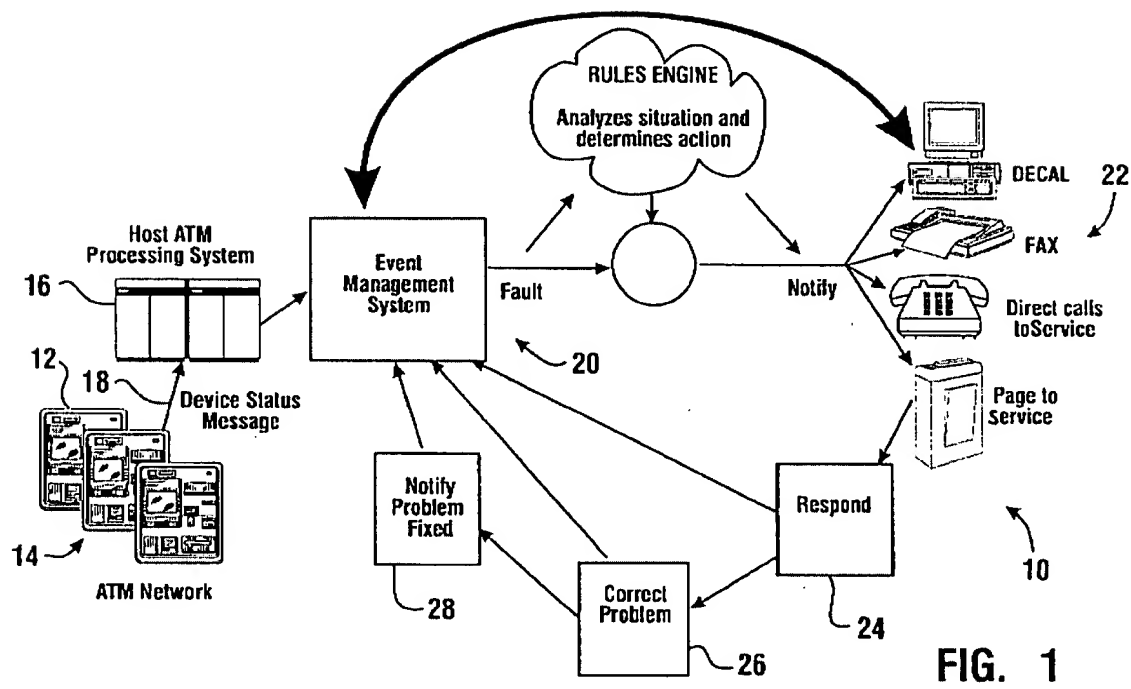 RULES ENGINE
Analyzes situation and
determines action
DECAL
22
FAX
Host ATM
Processing System
16
Event
Management
System
Fault
Notify
Direct calls
toService
12
18
Device Status
Message
20
Page to
Service
14
ATM Network
Notify
Problem
Fixed
28
Respond
24
10
Correct
Problem
26
FIG. 1